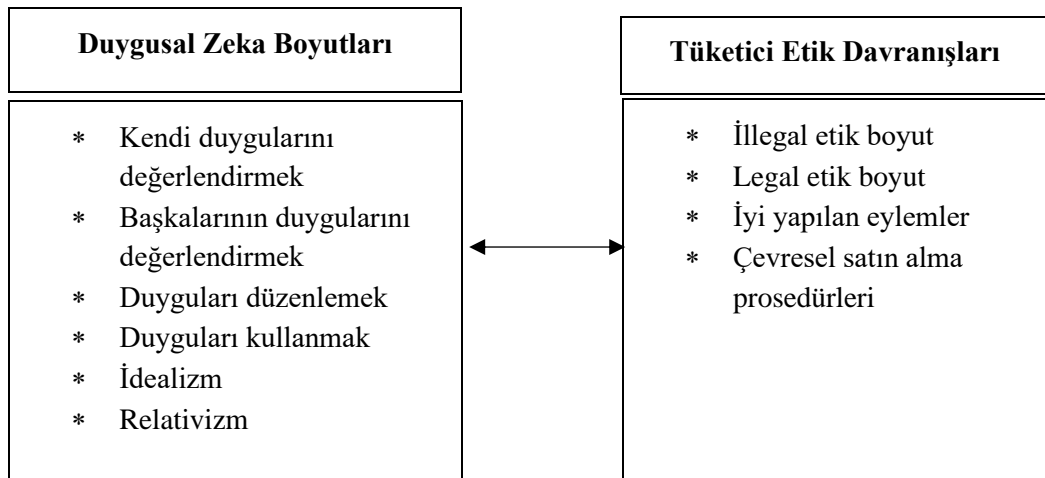 Duygusal Zeka Boyutları
* Kendi duygularını
değerlendirmek
* Başkalarının duygularını
değerlendirmek
* Duyguları düzenlemek
* Duyguları kullanmak
* İdealizm
* Relativizm
Tüketici Etik Davranışları
* İllegal etik boyut
* Legal etik boyut
* İyi yapılan eylemler
* Çevresel satın alma
prosedürleri